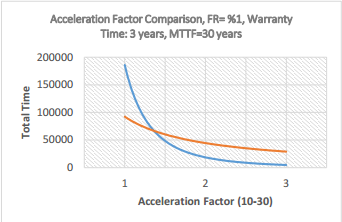 Acceleration Factor Comparison, FR= %1, Warranty
Time: 3 years, MTTF=30 years
200000
150000
100000
50000
0
Total Time
1 2 3
Acceleration Factor (10-30)